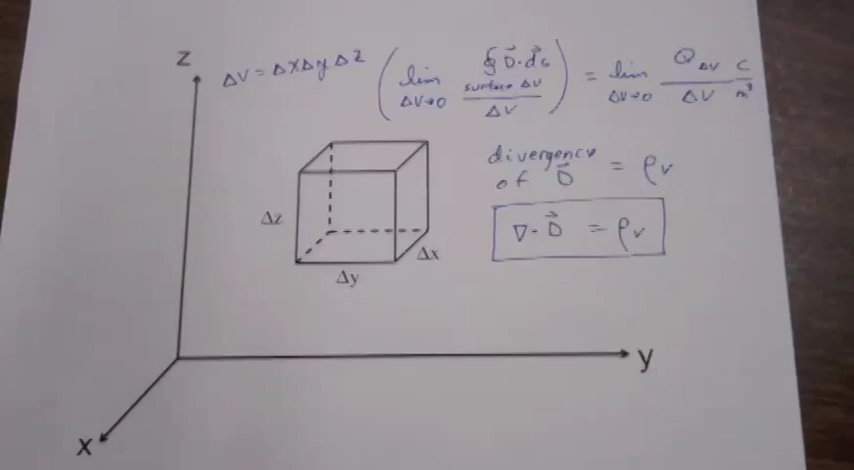 z
ΔV = ΔxΔyΔz ( lim ΔV→0 ∮ D⃗·ds⃗ surface ΔV / ΔV ) = lim ΔV→0 Q ΔV / ΔV C / m³
divergence of D⃗ = ρv
∇·D⃗ = ρv
Δz
Δx
Δy
y
x